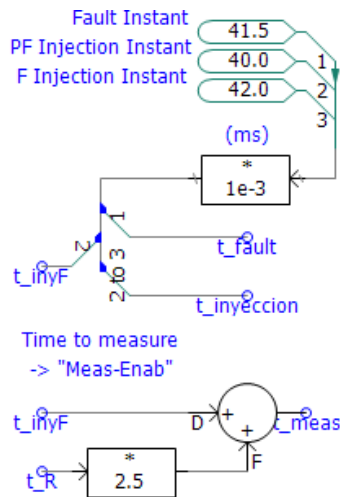 Fault Instant
41.5
PF Injection Instant
40.0
1
F Injection Instant
42.0
2
3
(ms)
*
1e-3
1
2
t_fault
t_inyF
2 to 3
t_inyeccion
Time to measure
-> "Meas-Enab"
t_inyF
D
+
t_meas
+
*
F
t_R
2.5